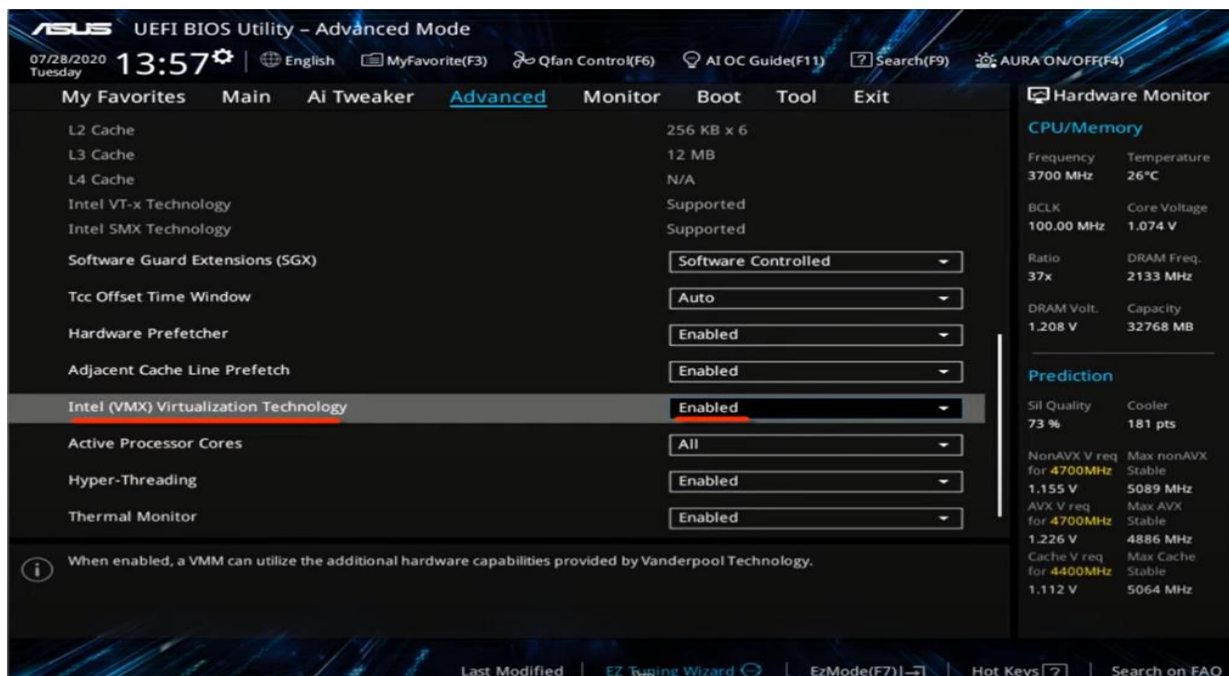 ASUS UEFI BIOS Utility – Advanced Mode
07/28/2020 Tuesday 13:57 English MyFavorite(F3) Qfan Control(F6) AI OC Guide(F11) ? Search(F9) AURA ON/OFF(F4)
My Favorites Main Ai Tweaker Advanced Monitor Boot Tool Exit
L2 Cache 256 KB x 6
L3 Cache 12 MB
L4 Cache N/A
Intel VT-x Technology Supported
Intel SMX Technology Supported
Software Guard Extensions (SGX) Software Controlled
Tcc Offset Time Window Auto
Hardware Prefetcher Enabled
Adjacent Cache Line Prefetch Enabled
Intel (VMX) Virtualization Technology Enabled
Active Processor Cores All
Hyper-Threading Enabled
Thermal Monitor Enabled
i When enabled, a VMM can utilize the additional hardware capabilities provided by Vanderpool Technology.
Hardware Monitor
CPU/Memory
Frequency Temperature
3700 MHz 26°C
BCLK Core Voltage
100.00 MHz 1.074 V
Ratio DRAM Freq.
37x 2133 MHz
DRAM Volt. Capacity
1.208 V 32768 MB
Prediction
Sil Quality Cooler
73 % 181 pts
NonAVX V req Max nonAVX
for 4700MHz Stable
1.155 V 5089 MHz
AVX V req Max AVX
for 4700MHz Stable
1.226 V 4886 MHz
Cache V req Max Cache
for 4400MHz Stable
1.112 V 5064 MHz
Last Modified EZ Tuning Wizard EzMode(F7) Hot Keys ? Search on FAQ